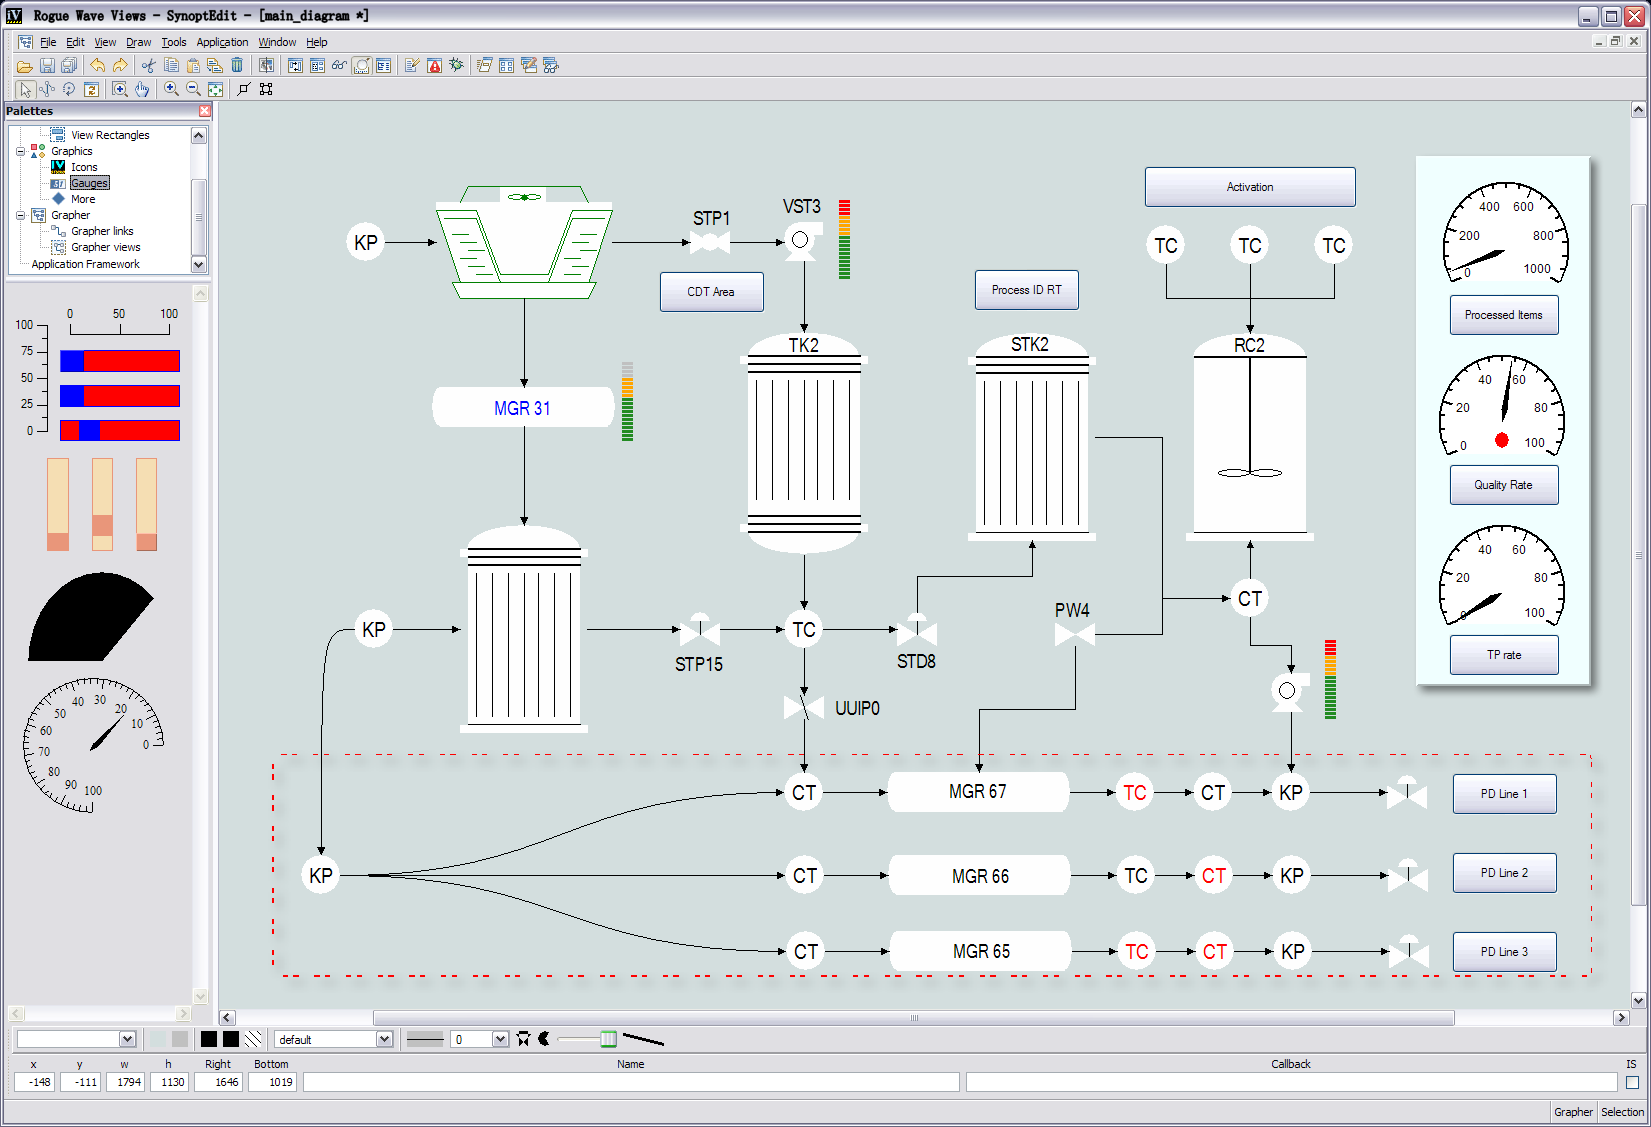 Rogue Wave Views - SynoptEdit - [main_diagram *]
File Edit View Draw Tools Application Window Help
Palettes
View Rectangles
Graphics
Icons
Gauges
More
Grapher
Grapher links
Grapher views
Application Framework
0 50 100
100
75
50
25
0
0 10 20 30 40 50 60 70 80 90 100
KP
STP1
VST3
CDT Area
MGR 31
TK2
Process ID RT
STK2
Activation
TC TC TC
RC2
0 200 400 600 800 1000
Processed Items
0 20 40 60 80 100
Quality Rate
0 20 40 60 80 100
TP rate
KP
STP15
TC
STD8
PW4
CT
UUIP0
CT MGR 67 TC CT KP PD Line 1
KP CT MGR 66 TC CT KP PD Line 2
CT MGR 65 TC CT KP PD Line 3
default 0
x y w h Right Bottom Name Callback IS
-148 -111 1794 1130 1646 1019
Grapher Selection